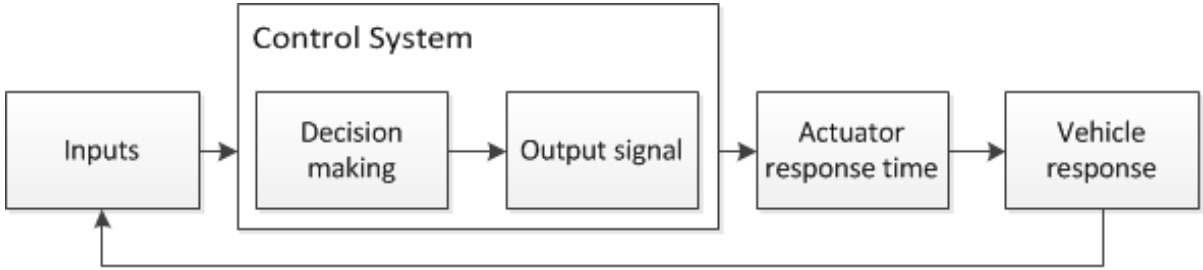 Control System
Inputs
Decision
making
Output signal
Actuator
response time
Vehicle
response